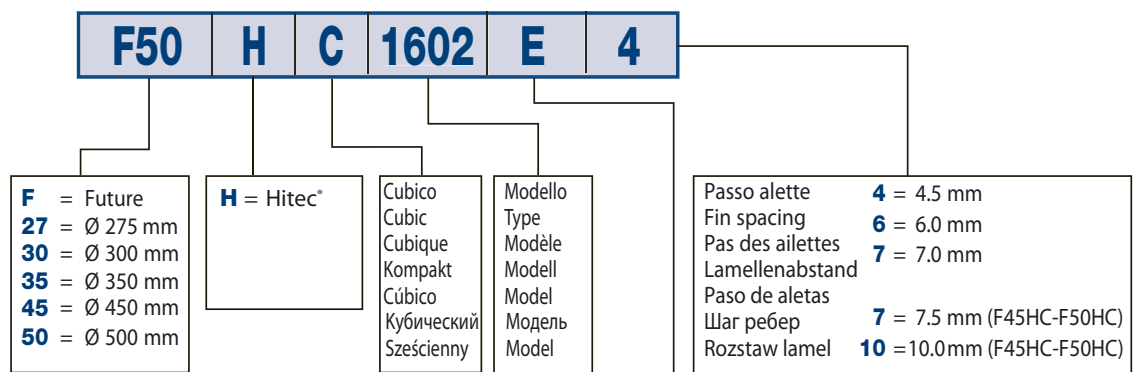 F50 H C 1602 E 4
F = Future
27 = Ø 275 mm
30 = Ø 300 mm
35 = Ø 350 mm
45 = Ø 450 mm
50 = Ø 500 mm
H = Hitec®
Cubico
Cubic
Cubique
Kompakt
Cúbico
Кубический
Sześcienny
Modello
Type
Modèle
Modell
Model
Модель
Model
Passo alette 4 = 4.5 mm
Fin spacing 6 = 6.0 mm
Pas des ailettes 7 = 7.0 mm
Lamellenabstand
Paso de aletas
Шаг ребер 7 = 7.5 mm (F45HC-F50HC)
Rozstaw lamel 10 =10.0mm (F45HC-F50HC)